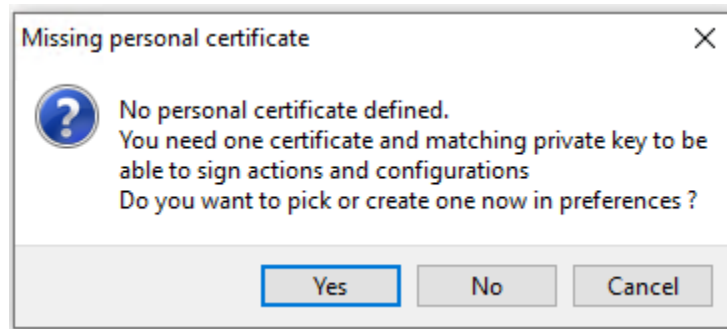 Missing personal certificate
No personal certificate defined.
You need one certificate and matching private key to be
able to sign actions and configurations
Do you want to pick or create one now in preferences ?
Yes
No
Cancel